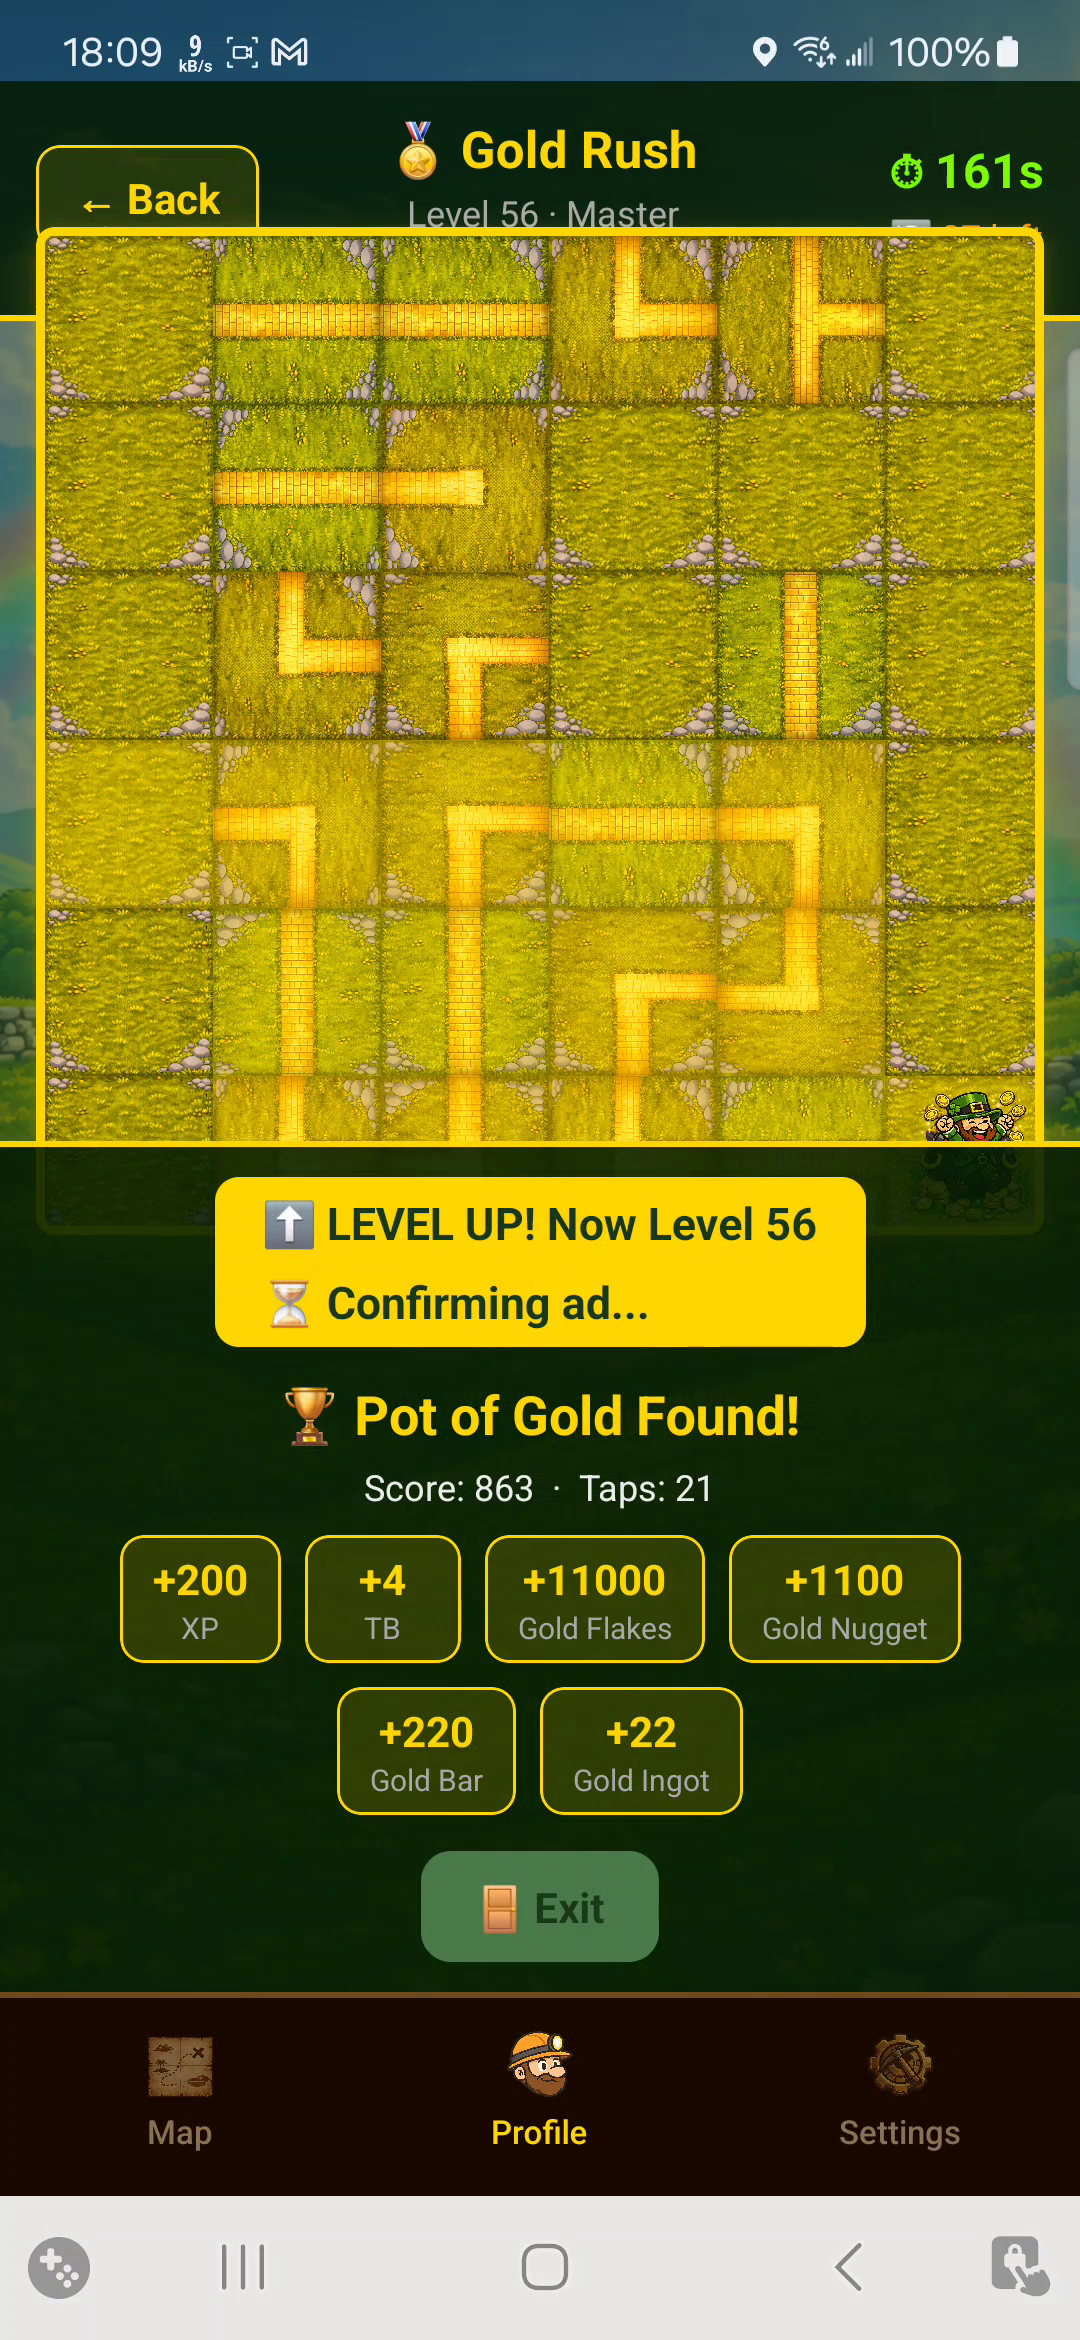 18:09 9 kB/s 6 100%
🏅 Gold Rush
← Back
⏱ 161s
Level 56 · Master
⬆️ LEVEL UP! Now Level 56
⏳ Confirming ad...
🏆 Pot of Gold Found!
Score: 863 · Taps: 21
+200 +4 +11000 +1100
XP TB Gold Flakes Gold Nugget
+220 +22
Gold Bar Gold Ingot
🚪 Exit
Map Profile Settings